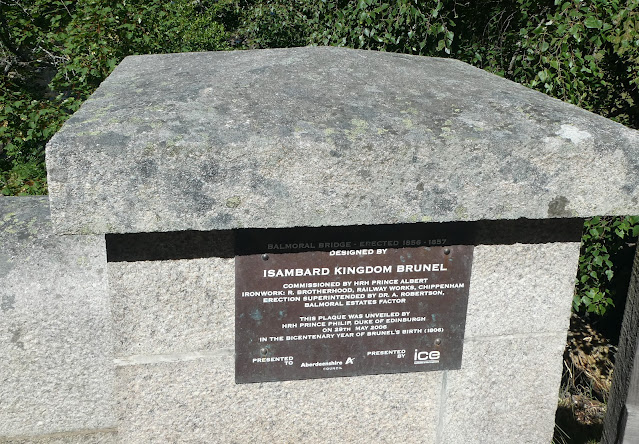 BALMORAL BRIDGE - ERECTED 1856 - 1857
DESIGNED BY
ISAMBARD KINGDOM BRUNEL
COMMISSIONED BY HRH PRINCE ALBERT
IRONWORK: R. BROTHERHOOD, RAILWAY WORKS, CHIPPENHAM
ERECTION SUPERINTENDED BY DR. A. ROBERTSON,
BALMORAL ESTATES FACTOR
THIS PLAQUE WAS UNVEILED BY
HRH PRINCE PHILIP, DUKE OF EDINBURGH
ON 29TH MAY 2006
IN THE BICENTENARY YEAR OF BRUNEL'S BIRTH (1806)
PRESENTED TO Aberdeenshire COUNCIL
PRESENTED BY ice